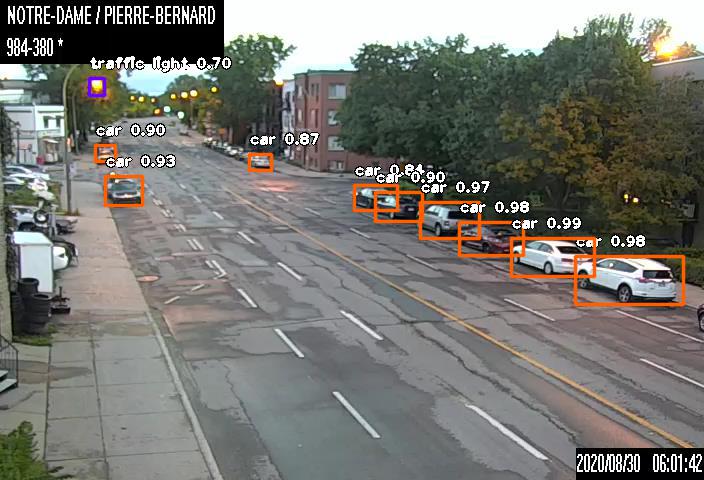 NOTRE-DAME / PIERRE-BERNARD
984-380 *
traffic light 0.70
car 0.90
car 0.87
car 0.93
car 0.84
car 0.90
car 0.97
car 0.98
car 0.99
car 0.98
2020/08/30 06:01:42